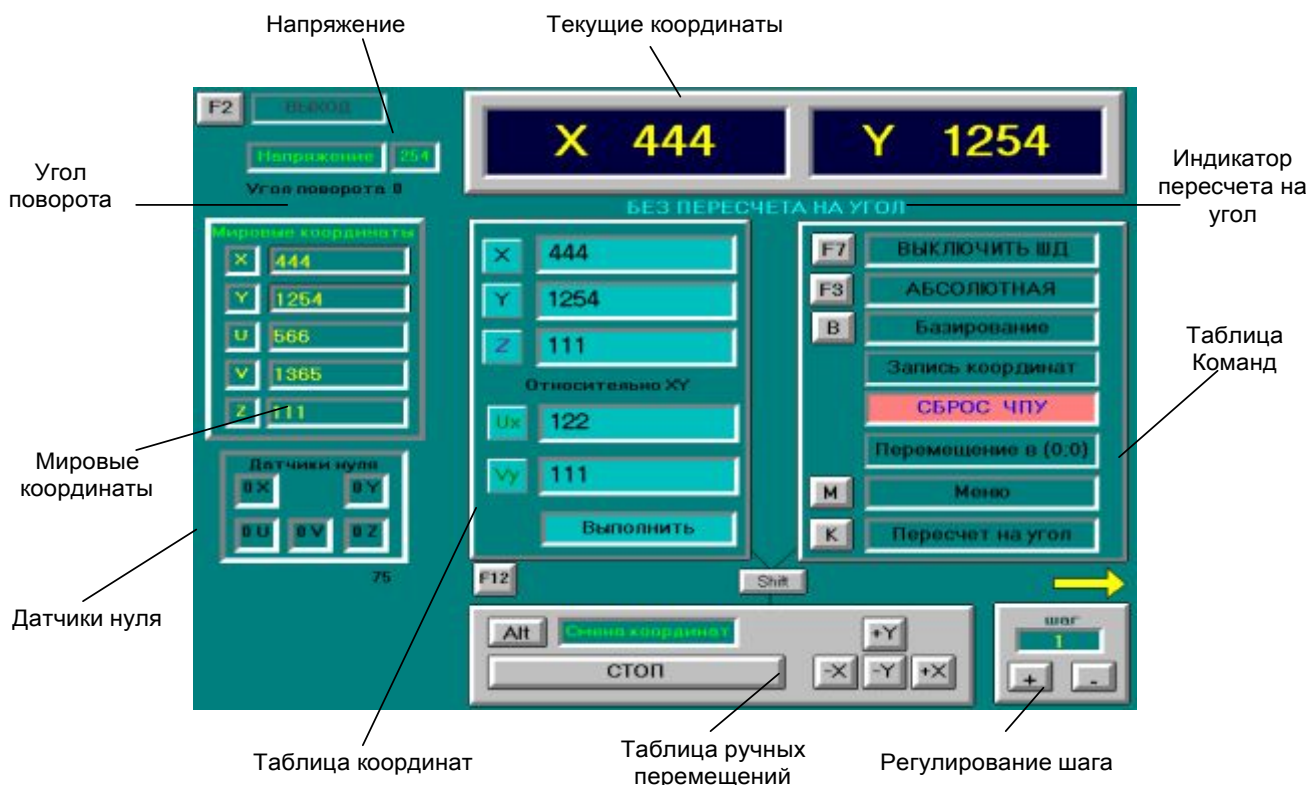 Напряжение
Текущие координаты
F2 ВЫХОД
X 444
Y 1254
Напряжение 254
Угол
поворота
Угол поворота 0
Индикатор
пересчета на
угол
БЕЗ ПЕРЕСЧЕТА НА УГОЛ
Мировые координаты
X 444
Y 1254
U 566
V 1365
Z 111
X 444
Y 1254
Z 111
Относительно XY
Ux 122
Vy 111
Выполнить
F7 ВЫКЛЮЧИТЬ ШД
F3 АБСОЛЮТНАЯ
B Базирование
Запись координат
СБРОС ЧПУ
Перемещение в (0;0)
M Меню
K Пересчет на угол
Таблица
Команд
Мировые
координаты
Датчики нуля
0X 0Y
0U 0V 0Z
75
F12
Shift
Датчики нуля
Alt Смена координат
СТОП
+Y
-X -Y +X
шаг
1
+ -
Таблица координат
Таблица ручных
перемещений
Регулирование шага